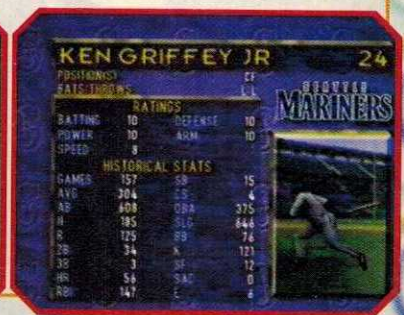 KEN GRIFFEY JR 24
POSITION(S) CF
BATS/THROWS L L
SEATTLE
MARINERS
RATINGS
BATTING 10 DEFENSE 10
POWER 10 ARM 10
SPEED 8
HISTORICAL STATS
GAMES 157 SB 15
AVG 304 CS 4
AB 608 OBA 375
H 185 SLG 646
R 125 BB 76
2B 34 K 121
3B 3 SF 12
HR 56 SAC 0
RBI 147 E 6